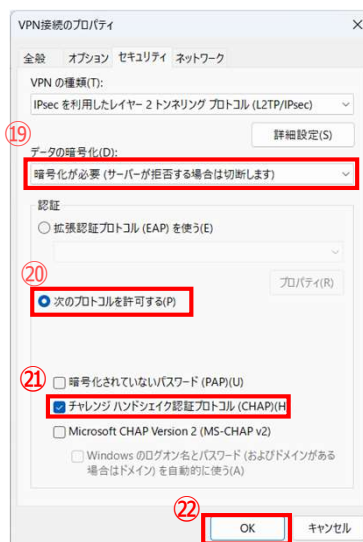 VPN接続のプロパティ
全般 オプション セキュリティ ネットワーク
VPN の種類(T):
IPsec を利用したレイヤー 2 トンネリング プロトコル (L2TP/IPsec)
⑲
詳細設定(S)
データの暗号化(D):
暗号化が必要 (サーバーが拒否する場合は切断します)
認証
拡張認証プロトコル (EAP) を使う(E)
⑳
プロパティ(R)
次のプロトコルを許可する(P)
㉑
暗号化されていないパスワード (PAP)(U)
チャレンジ ハンドシェイク認証プロトコル (CHAP)(H
Microsoft CHAP Version 2 (MS-CHAP v2)
Windows のログオン名とパスワード (およびドメインがある
場合はドメイン) を自動的に使う(A)
㉒
OK キャンセル